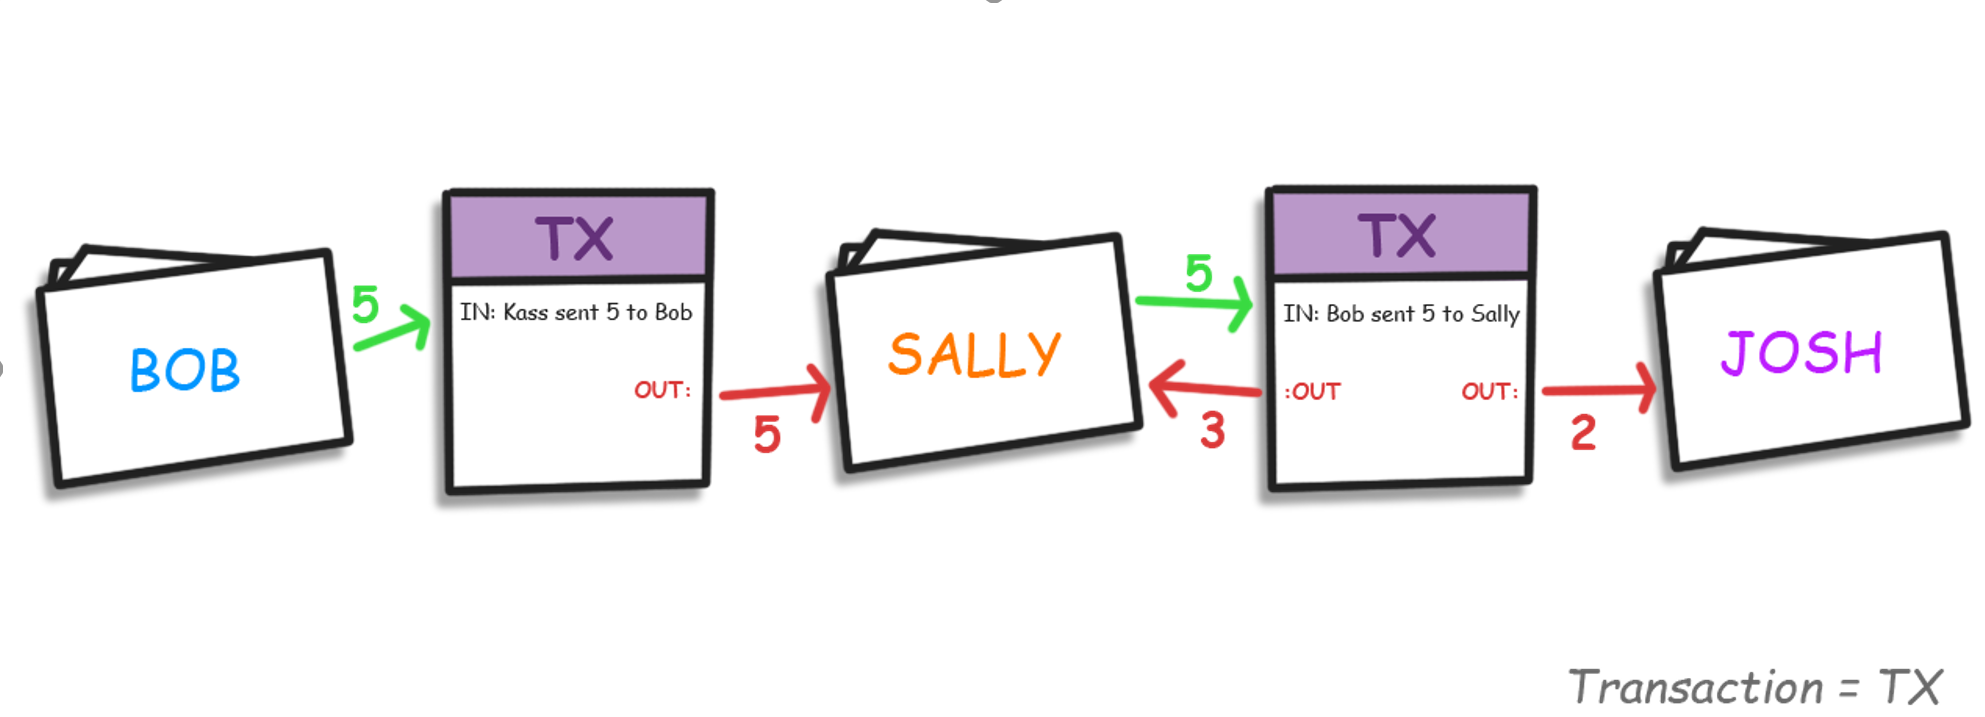 BOB
5
TX
IN: Kass sent 5 to Bob
OUT:
5
SALLY
5
3
TX
IN: Bob sent 5 to Sally
:OUT OUT:
2
JOSH
Transaction = TX